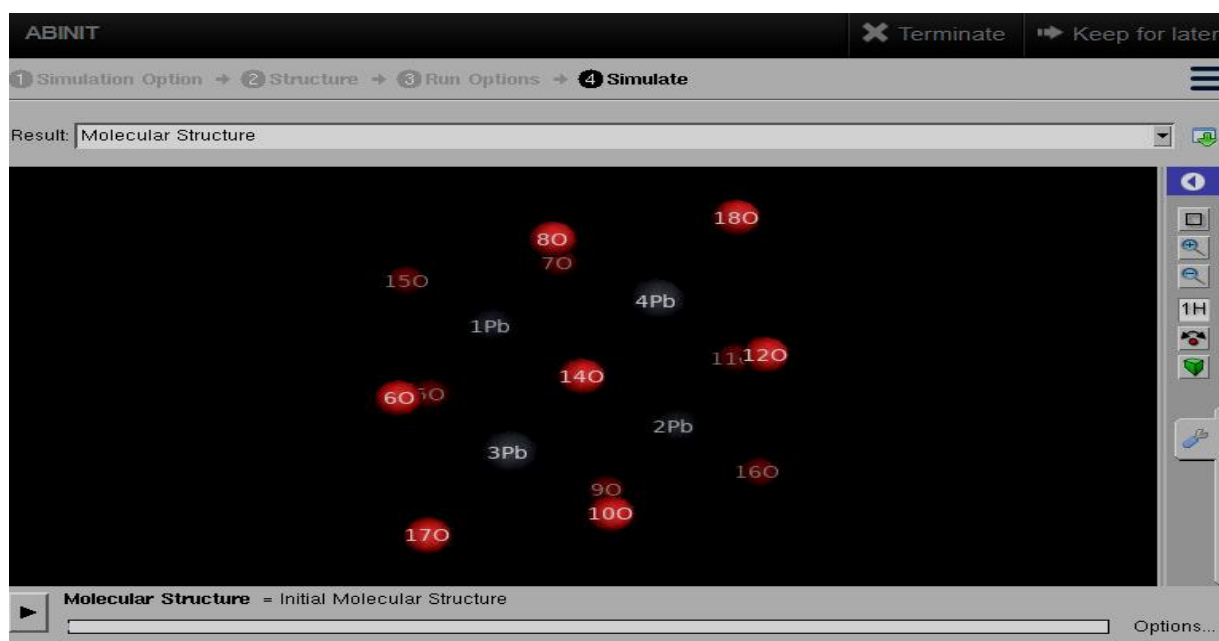 ABINIT
Terminate
Keep for later
1 Simulation Option → 2 Structure → 3 Run Options → 4 Simulate
Result: Molecular Structure
18O
8O
7O
15O
4Pb
1Pb
1H
12O
14O
6O
2Pb
3Pb
16O
9O
10O
17O
Molecular Structure = Initial Molecular Structure
Options...